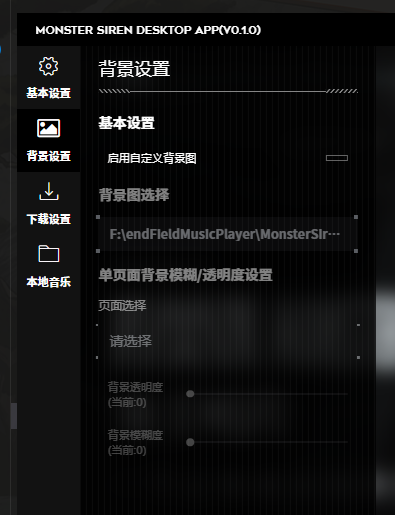 MONSTER SIREN DESKTOP APP(V0.1.0)
基本设置
背景设置
下载设置
本地音乐
背景设置
基本设置
启用自定义背景图
背景图选择
F:\endFieldMusicPlayer\MonsterSir···
单页面背景模糊/透明度设置
页面选择
请选择
背景透明度
(当前:0)
背景模糊度
(当前:0)